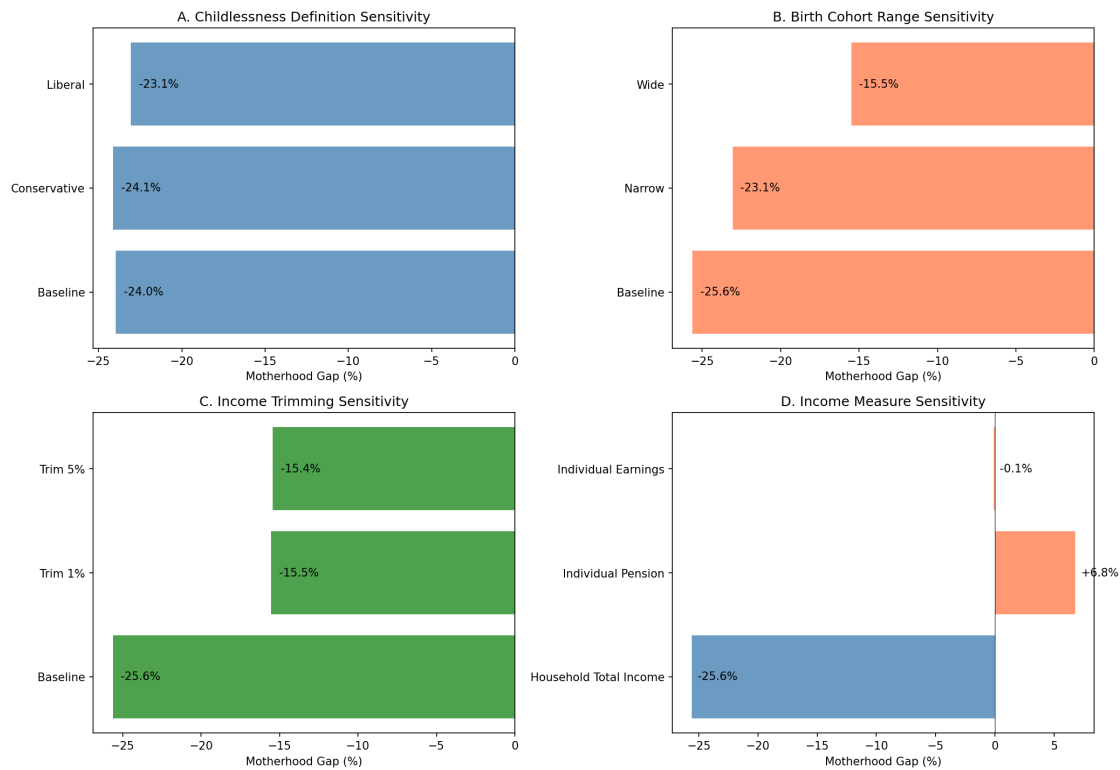 A. Childlessness Definition Sensitivity
Liberal
-23.1%
Conservative
-24.1%
Baseline
-24.0%
−25 −20 −15 −10 −5 0
Motherhood Gap (%)
B. Birth Cohort Range Sensitivity
Wide
-15.5%
Narrow
-23.1%
Baseline
-25.6%
−25 −20 −15 −10 −5 0
Motherhood Gap (%)
C. Income Trimming Sensitivity
Trim 5%
-15.4%
Trim 1%
-15.5%
Baseline
-25.6%
−25 −20 −15 −10 −5 0
Motherhood Gap (%)
D. Income Measure Sensitivity
Individual Earnings
-0.1%
Individual Pension
+6.8%
Household Total Income
-25.6%
−25 −20 −15 −10 −5 0 5
Motherhood Gap (%)